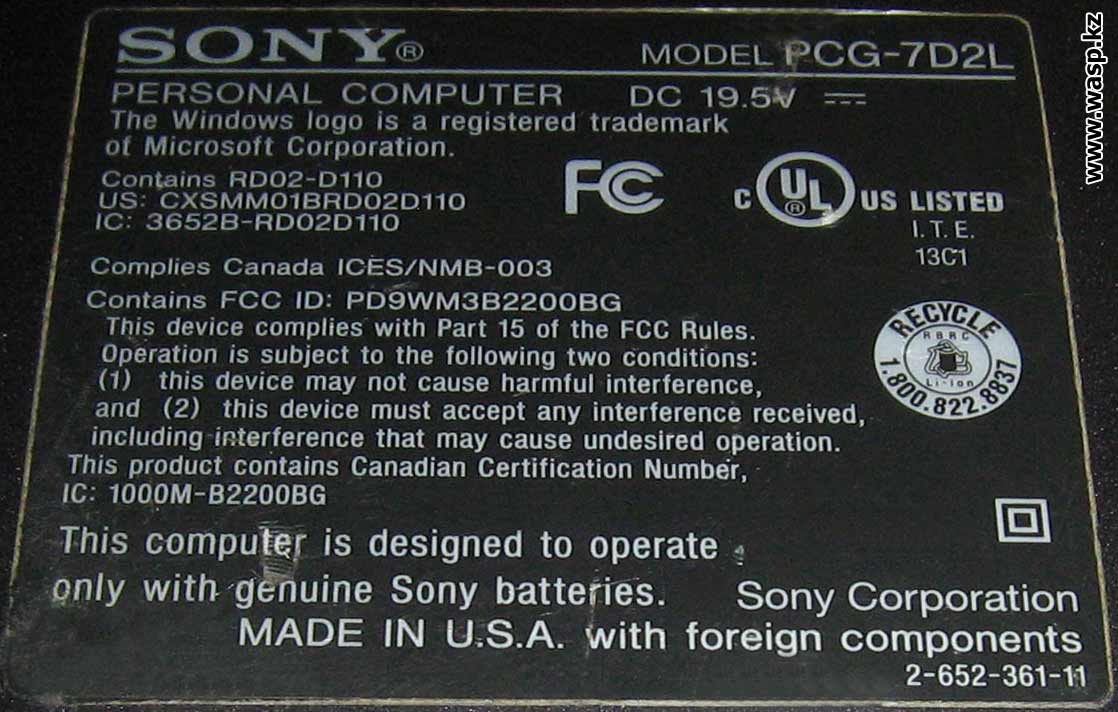 SONY® MODEL PCG-7D2L
PERSONAL COMPUTER DC 19.5V
The Windows logo is a registered trademark
of Microsoft Corporation.
Contains RD02-D110
US: CXSMM01BRD02D110
IC: 3652B-RD02D110
FC
C UL® US LISTED
I.T.E.
13C1
Complies Canada ICES/NMB-003
Contains FCC ID: PD9WM3B2200BG
This device complies with Part 15 of the FCC Rules.
Operation is subject to the following two conditions:
(1) this device may not cause harmful interference,
and (2) this device must accept any interference received,
including interference that may cause undesired operation.
This product contains Canadian Certification Number,
IC: 1000M-B2200BG
RECYCLE
RBRC
Li-ion
1.800.822.8837
This computer is designed to operate
only with genuine Sony batteries.
Sony Corporation
MADE IN U.S.A. with foreign components
2-652-361-11
www.wasp.kz